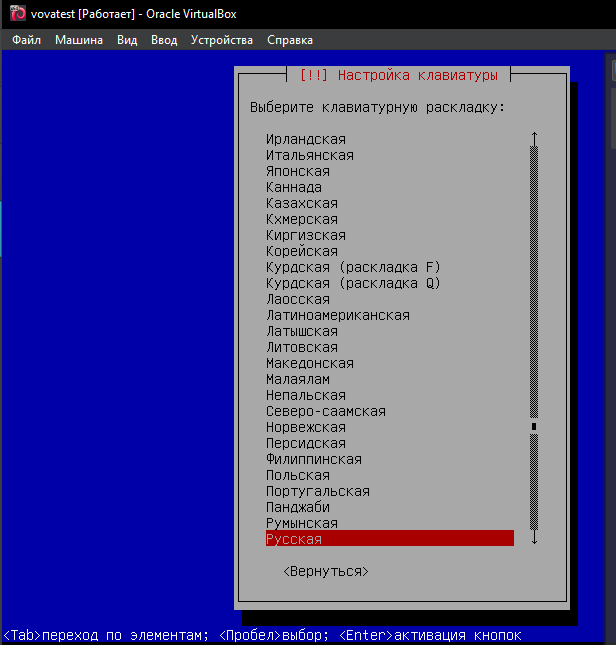 vovatest [Работает] - Oracle VirtualBox
Файл Машина Вид Ввод Устройства Справка
[!!] Настройка клавиатуры
Выберите клавиатурную раскладку:
Ирландская
Итальянская
Японская
Каннада
Казахская
Кхмерская
Киргизская
Корейская
Курдская (раскладка F)
Курдская (раскладка Q)
Лаосская
Латиноамериканская
Латышская
Литовская
Македонская
Малаялам
Непальская
Северо-саамская
Норвежская
Персидская
Филиппинская
Польская
Португальская
Панджаби
Румынская
Русская
<Вернуться>
<Tab>переход по элементам; <Пробел>выбор; <Enter>активация кнопок